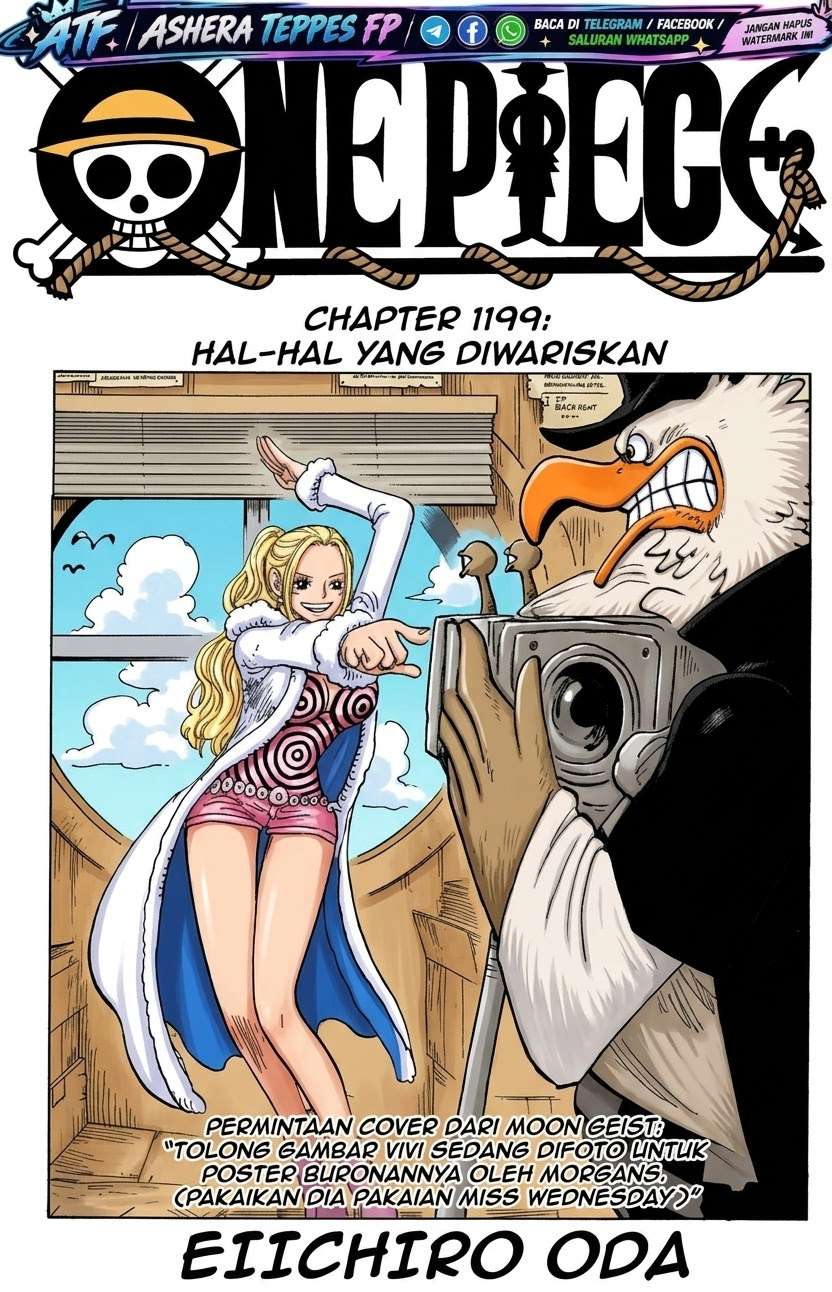 ATF ASHERA TEPPES FP BACA DI TELEGRAM / FACEBOOK / SALURAN WHATSAPP JANGAN HAPUS WATERMARK INI
ONE PIECE
CHAPTER 1199:
HAL-HAL YANG DIWARISKAN
PERMINTAAN COVER DARI MOON GEIST:
"TOLONG GAMBAR VIVI SEDANG DIFOTO UNTUK
POSTER BURONANNYA OLEH MORGANS.
(PAKAIKAN DIA PAKAIAN MISS WEDNESDAY)"
EIICHIRO ODA